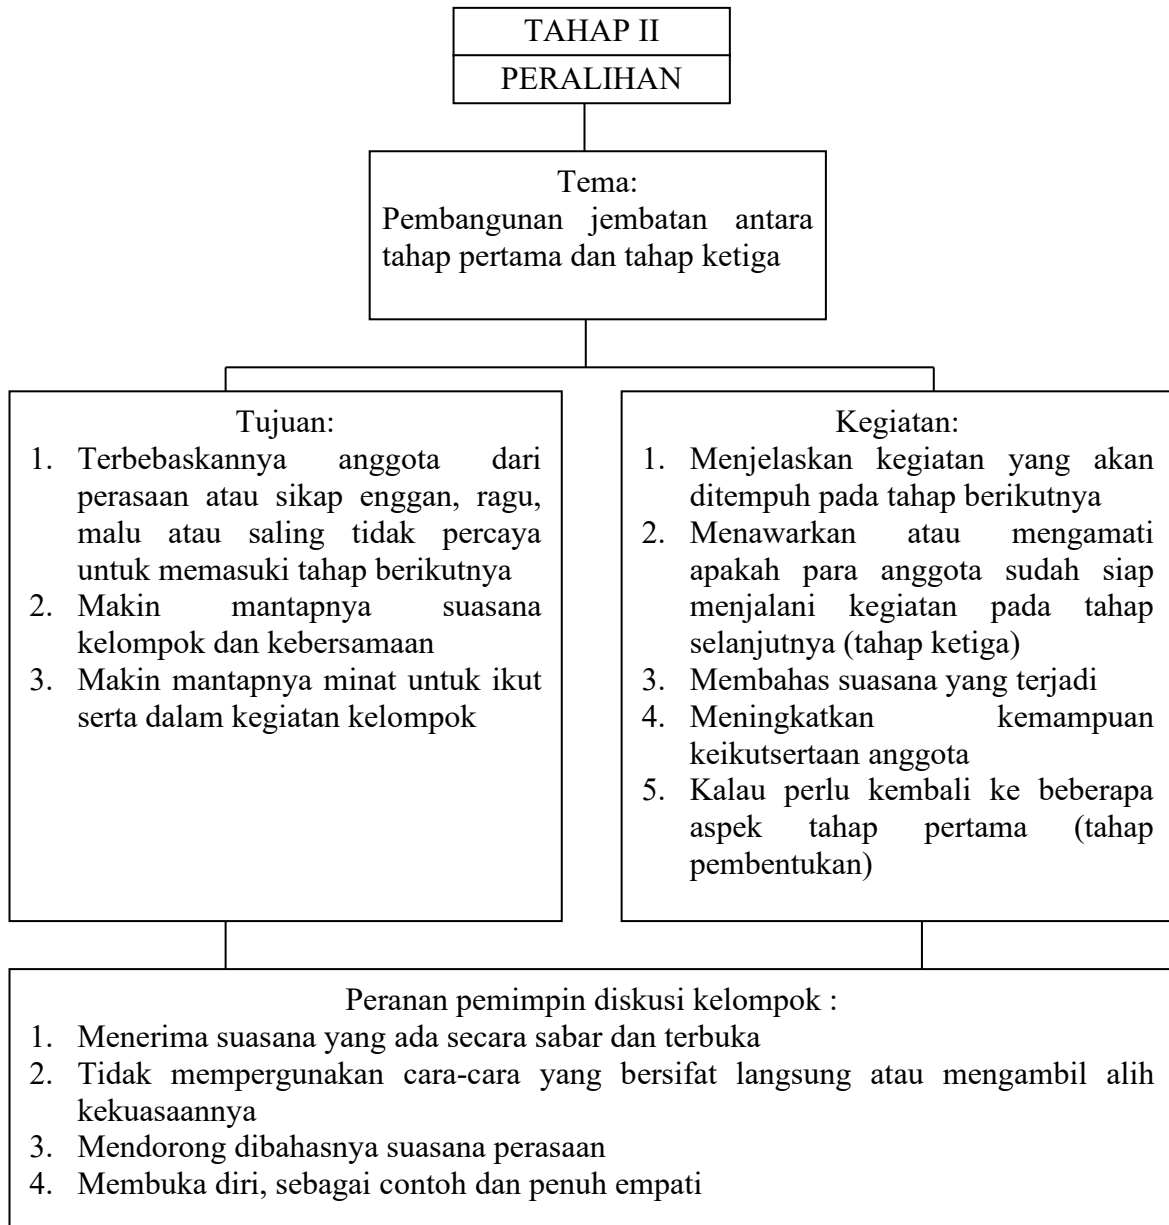 TAHAP II
PERALIHAN
Tema:
Pembangunan jembatan antara
tahap pertama dan tahap ketiga
Tujuan:
1. Terbebaskannya anggota dari
perasaan atau sikap enggan, ragu,
malu atau saling tidak percaya
untuk memasuki tahap berikutnya
2. Makin mantapnya suasana
kelompok dan kebersamaan
3. Makin mantapnya minat untuk ikut
serta dalam kegiatan kelompok
Kegiatan:
1. Menjelaskan kegiatan yang akan
ditempuh pada tahap berikutnya
2. Menawarkan atau mengamati
apakah para anggota sudah siap
menjalani kegiatan pada tahap
selanjutnya (tahap ketiga)
3. Membahas suasana yang terjadi
4. Meningkatkan kemampuan
keikutsertaan anggota
5. Kalau perlu kembali ke beberapa
aspek tahap pertama (tahap
pembentukan)
Peranan pemimpin diskusi kelompok :
1. Menerima suasana yang ada secara sabar dan terbuka
2. Tidak mempergunakan cara-cara yang bersifat langsung atau mengambil alih
kekuasaannya
3. Mendorong dibahasnya suasana perasaan
4. Membuka diri, sebagai contoh dan penuh empati